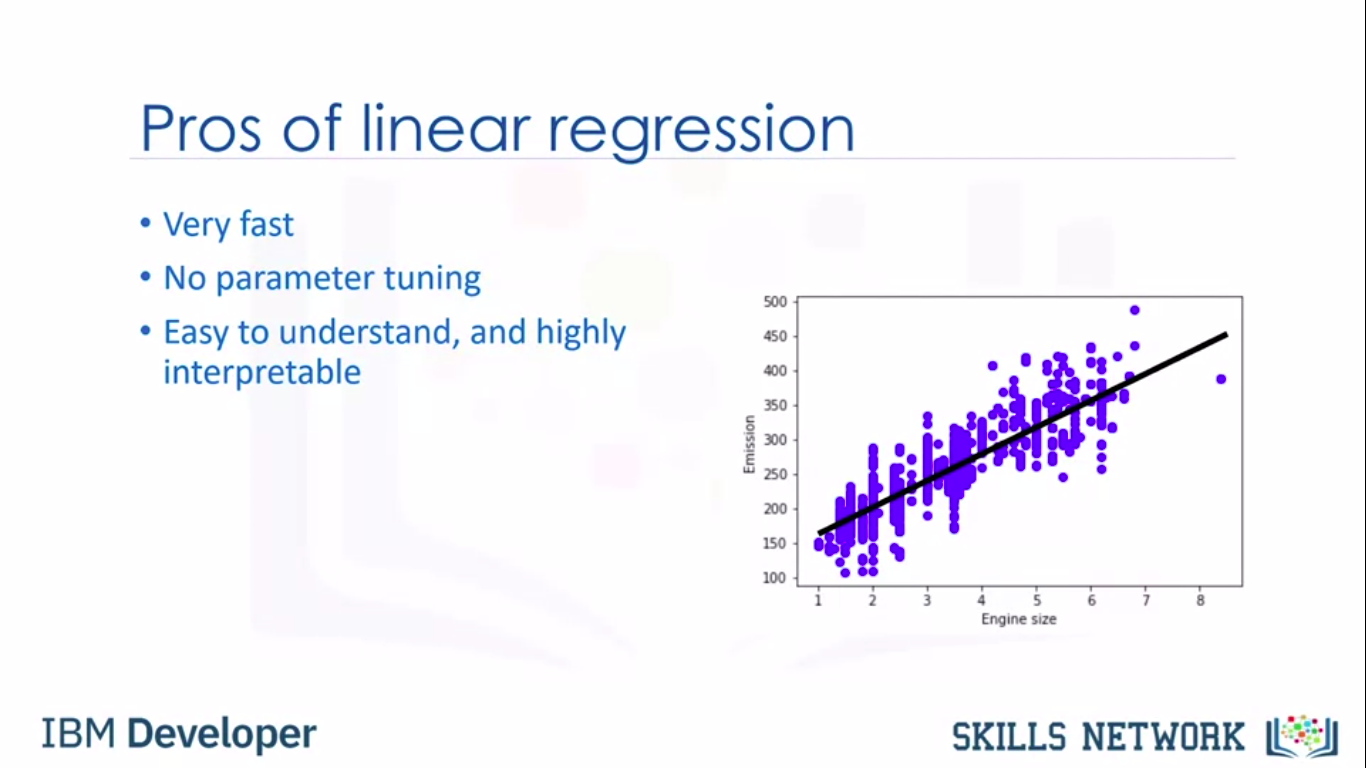 Pros of linear regression
• Very fast
• No parameter tuning
• Easy to understand, and highly
interpretable
500
450
400
350
300
250
200
150
100
Emission
1 2 3 4 5 6 7 8
Engine size
IBM Developer
SKILLS NETWORK